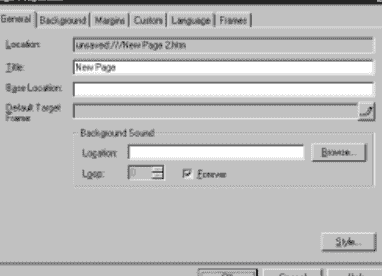 General Background Margins Custom Language Frames
Location: unsaved:///New Page 2.htm
Title: New Page
Base Location:
Default Target Frame:
Background Sound
Location: Browse...
Loop: 0 Forever
Style...